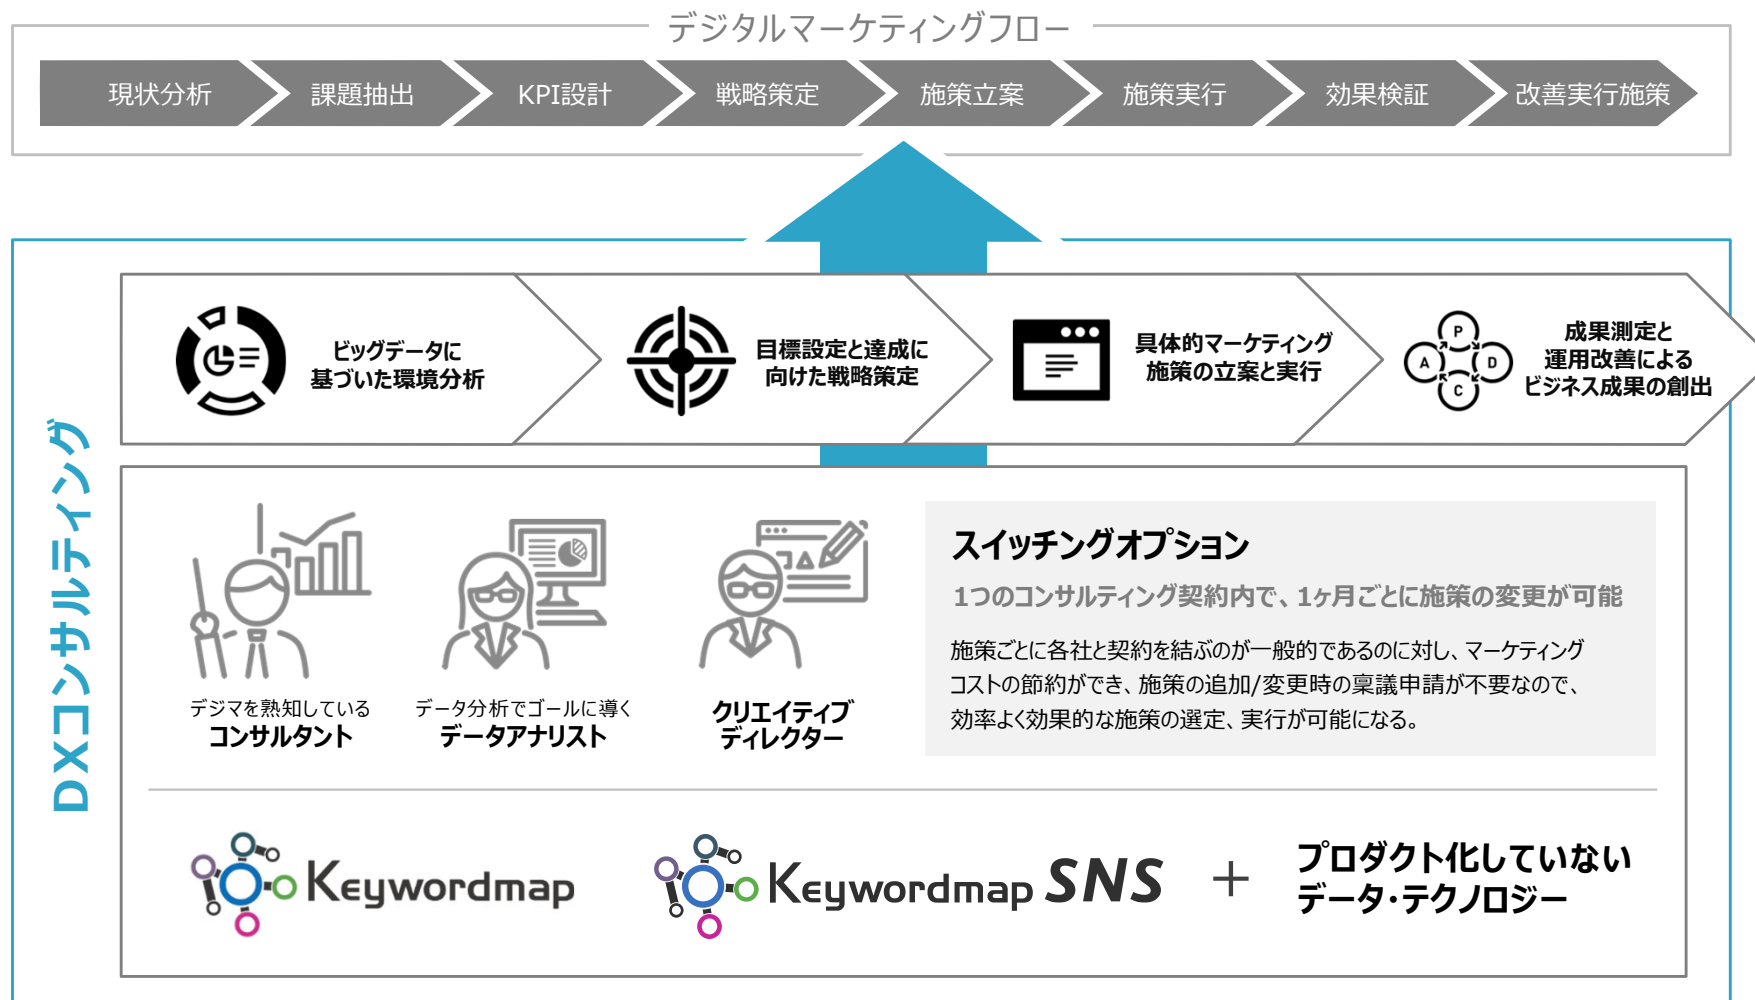 デジタルマーケティングフロー
現状分析
課題抽出
KPI設計
戦略策定
施策立案
施策実行
効果検証
改善実行施策
DXコンサルティング
ビッグデータに
基づいた環境分析
目標設定と達成に
向けた戦略策定
具体的マーケティング
施策の立案と実行
P
D
C
A
成果測定と
運用改善による
ビジネス成果の創出
デジマを熟知している
コンサルタント
データ分析でゴールに導く
データアナリスト
クリエイティブ
ディレクター
スイッチングオプション
1つのコンサルティング契約内で、1ヶ月ごとに施策の変更が可能
施策ごとに各社と契約を結ぶのが一般的であるのに対し、マーケティング
コストの節約ができ、施策の追加/変更時の稟議申請が不要なので、
効率よく効果的な施策の選定、実行が可能になる。
Keywordmap
Keywordmap SNS
+
プロダクト化していない
データ・テクノロジー